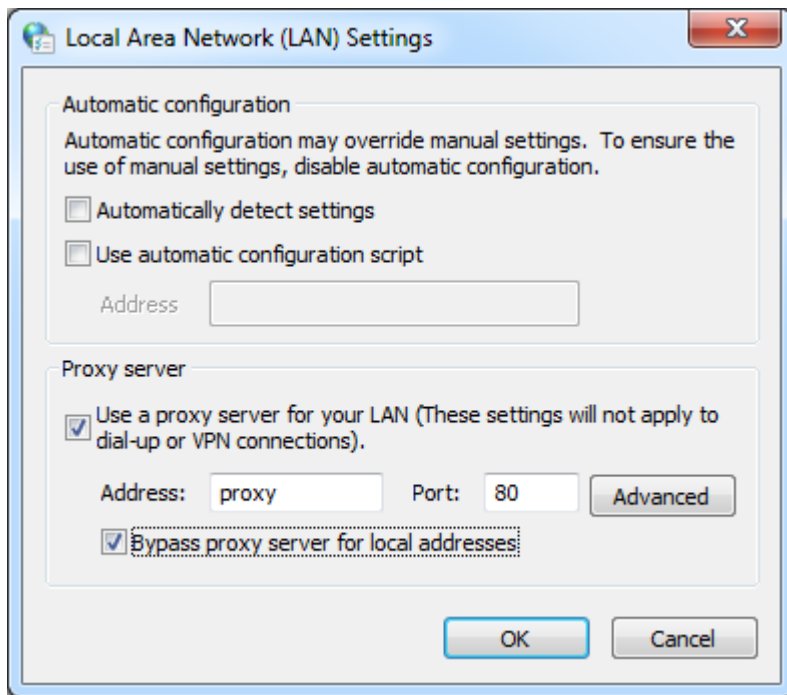 Local Area Network (LAN) Settings
Automatic configuration
Automatic configuration may override manual settings.  To ensure the
use of manual settings, disable automatic configuration.
Automatically detect settings
Use automatic configuration script
Address
Proxy server
Use a proxy server for your LAN (These settings will not apply to
dial-up or VPN connections).
Address: proxy Port: 80 Advanced
Bypass proxy server for local addresses
OK Cancel